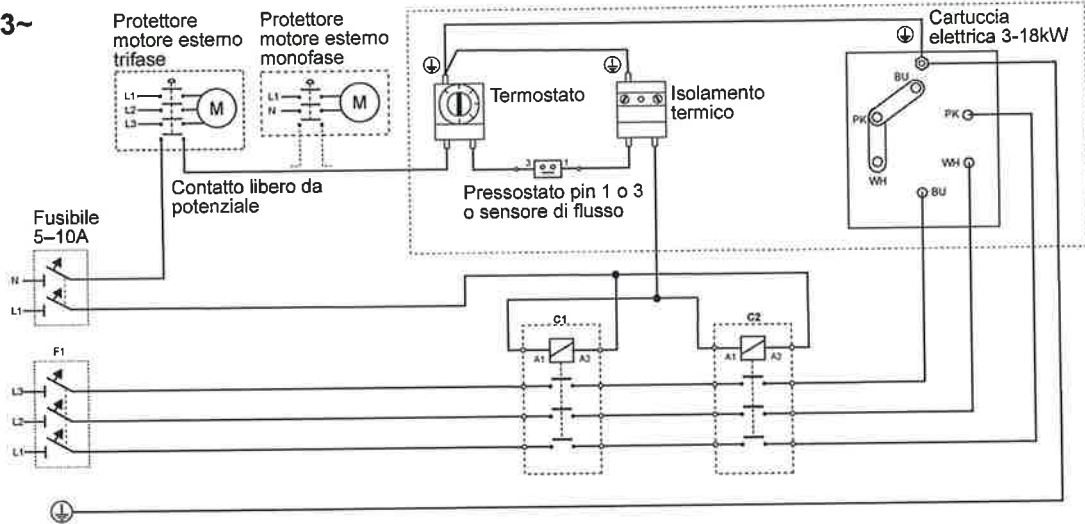 3~
Protettore
motore esterno
trifase
Protettore
motore esterno
monofase
Cartuccia
elettrica 3-18kW
L1
L2
L3
M
L1
N
M
Termostato
Isolamento
termico
BU
PK
WH
PK
WH
BU
3
1
Contatto libero da
potenziale
Pressostato pin 1 o 3
o sensore di flusso
Fusibile
5–10A
N
L1
F1
L3
L2
L1
C1
A1
A2
C2
A1
A2